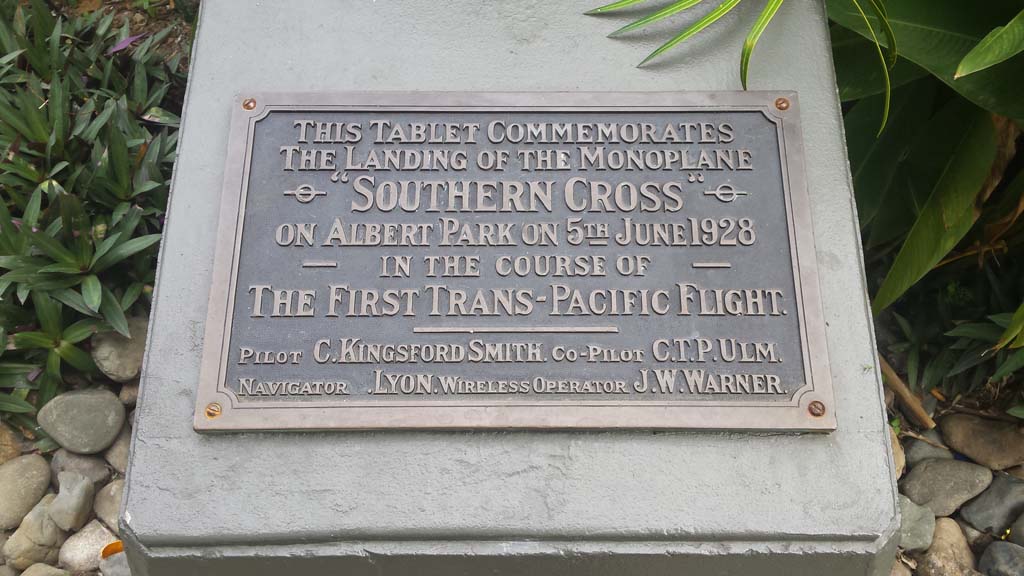 THIS TABLET COMMEMORATES
THE LANDING OF THE MONOPLANE
"SOUTHERN CROSS"
ON ALBERT PARK ON 5TH JUNE 1928
IN THE COURSE OF
THE FIRST TRANS-PACIFIC FLIGHT.
PILOT C. KINGSFORD SMITH. CO-PILOT C.T.P. ULM.
NAVIGATOR .LYON. WIRELESS OPERATOR J.W. WARNER.